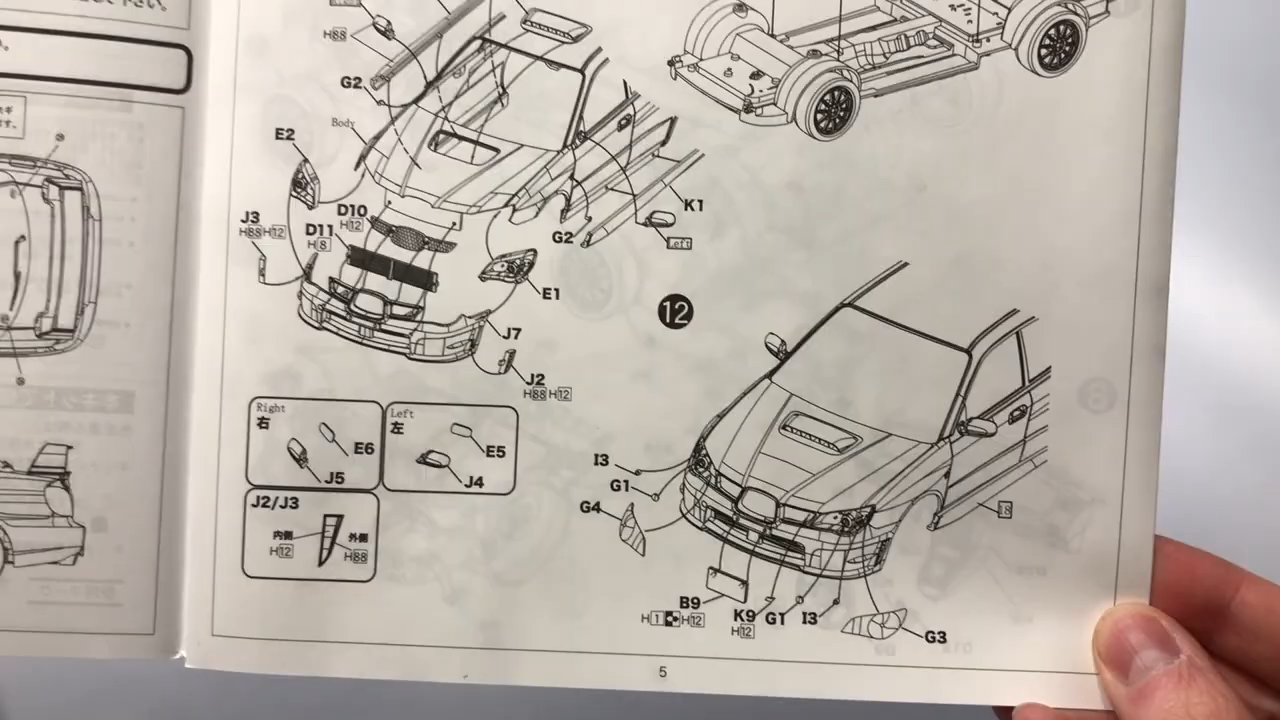 H88
G2
Body
E2
K1
D10
H12
J3
H88 H12
D11
H8
G2
Left
E1
12
J7
J2
H88 H12
Right
右
E6
J5
Left
左
E5
J4
J2/J3
内側
H12
外側
H88
I3
G1
G4
18
B9
H1 H12
K9
H12
G1
I3
G3
5